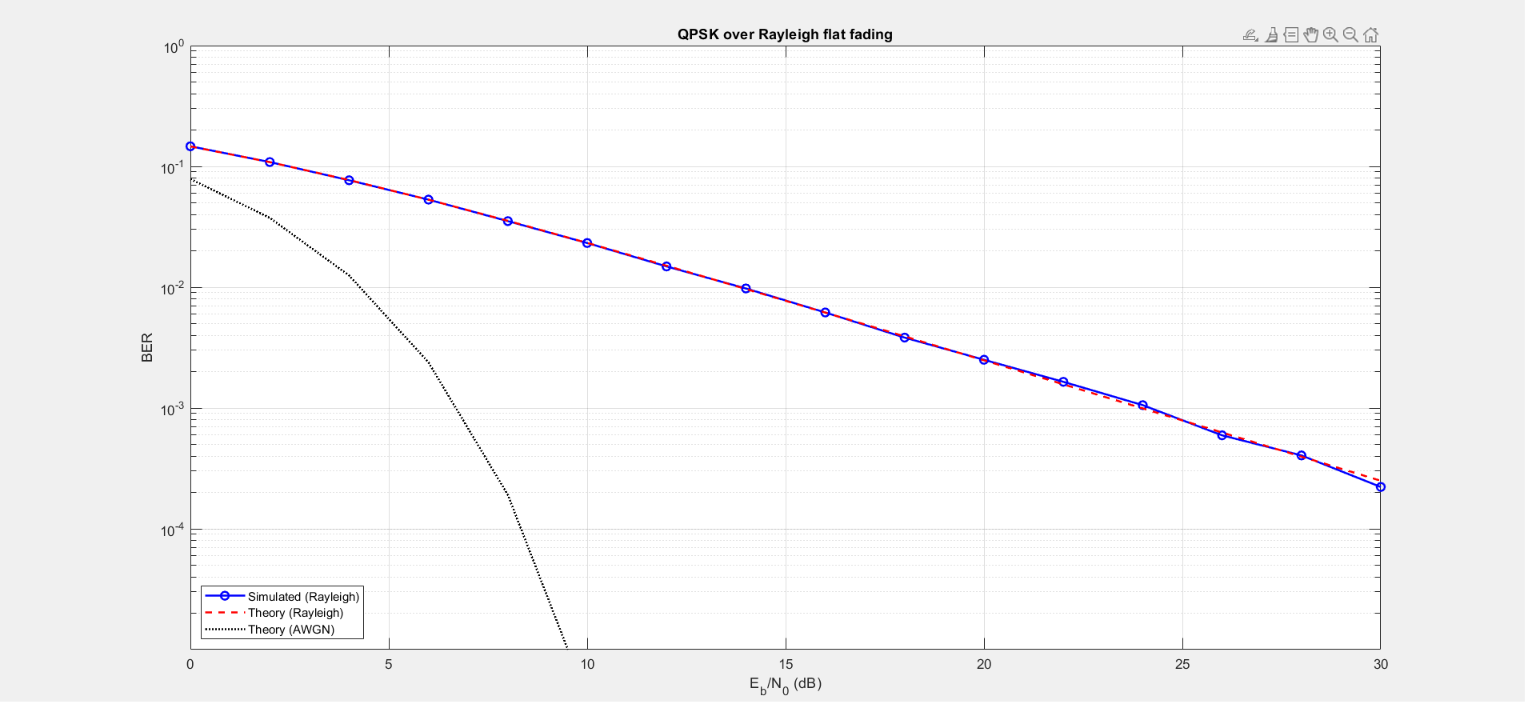 QPSK over Rayleigh flat fading
10^0
10^-1
10^-2
10^-3
10^-4
BER
Simulated (Rayleigh)
Theory (Rayleigh)
Theory (AWGN)
0 5 10 15 20 25 30
E_b/N_0 (dB)